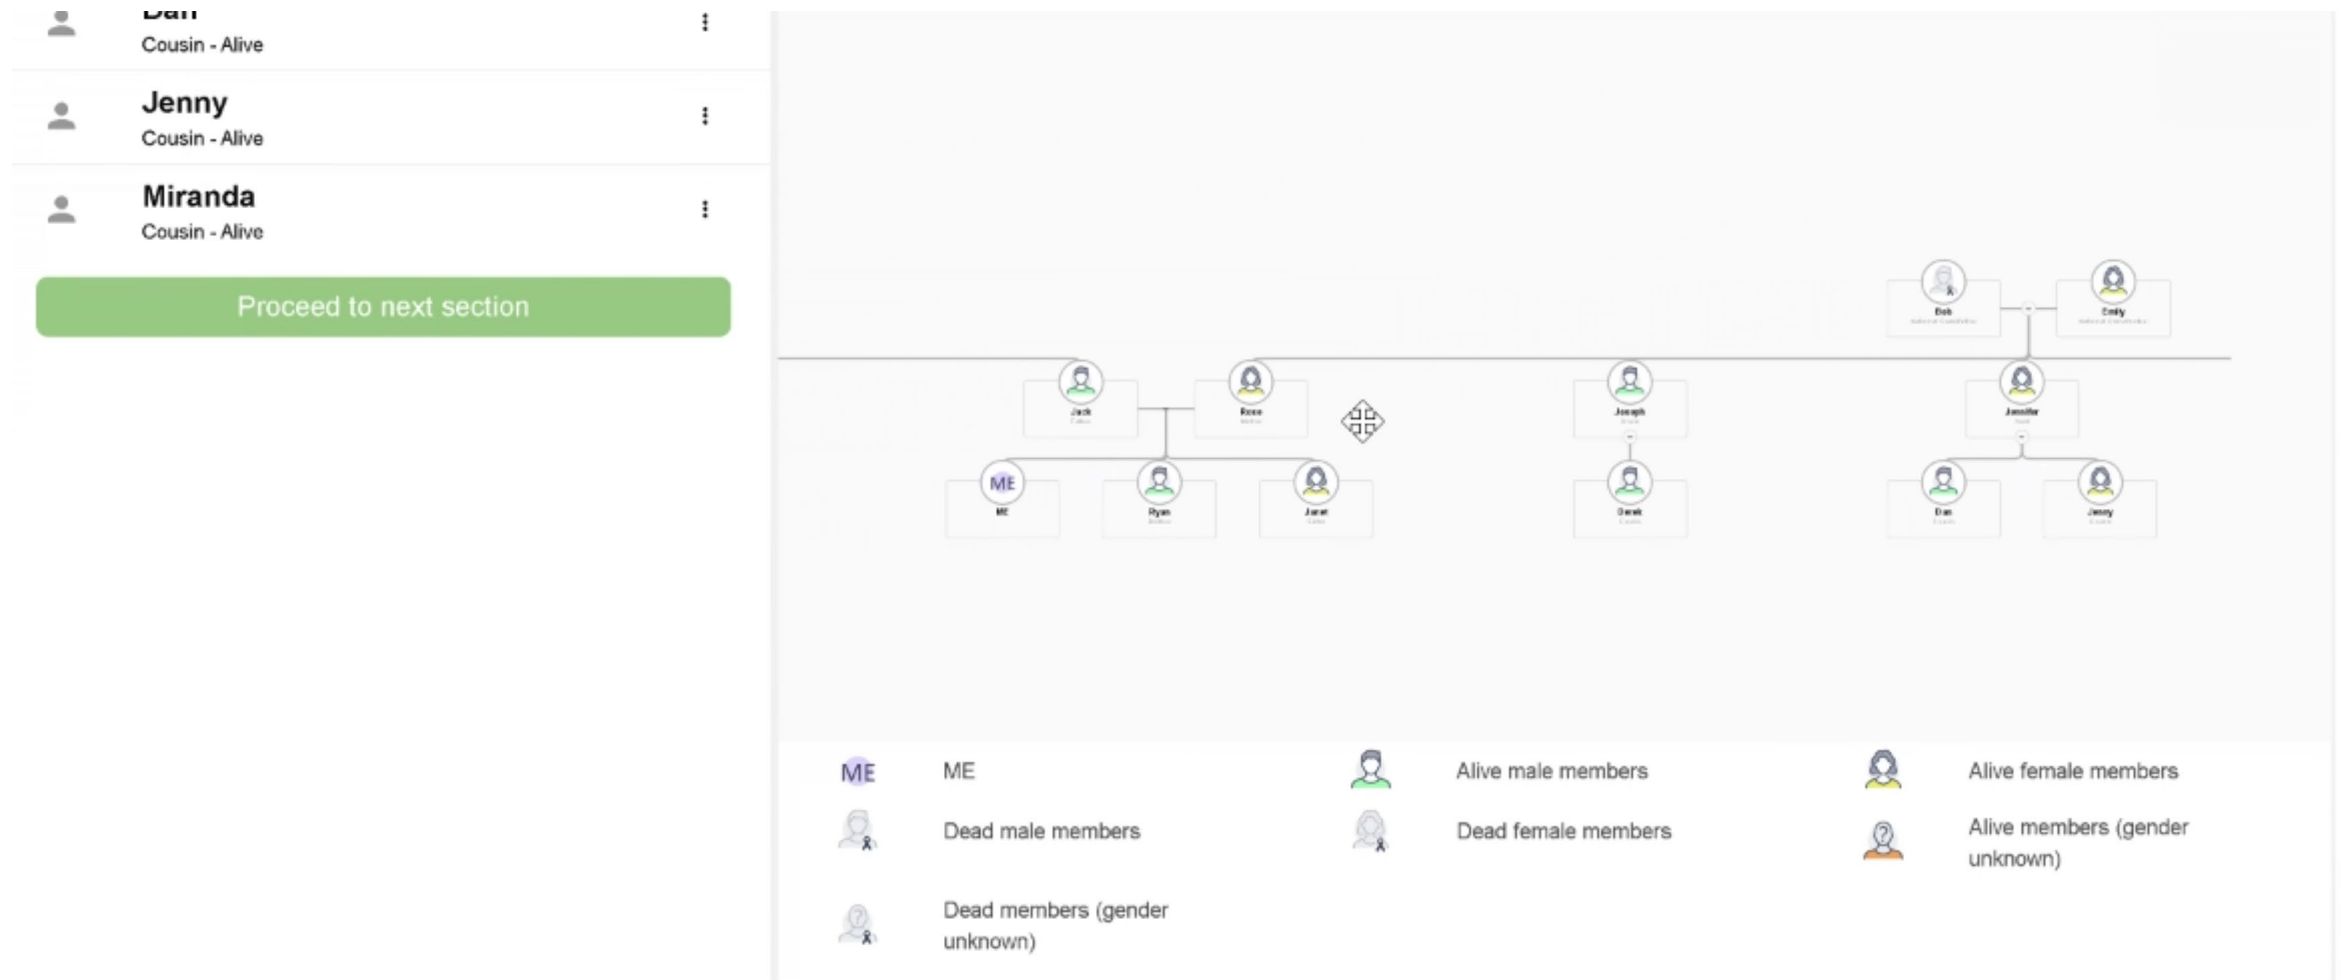 Dan
Cousin - Alive
Jenny
Cousin - Alive
Miranda
Cousin - Alive
Proceed to next section
Bob
Emily
Jack
Rose
Joseph
Jennifer
ME
ME
Ryan
Janet
Derek
Dan
Jenny
ME
ME
Alive male members
Alive female members
Dead male members
Dead female members
Alive members (gender
unknown)
Dead members (gender
unknown)